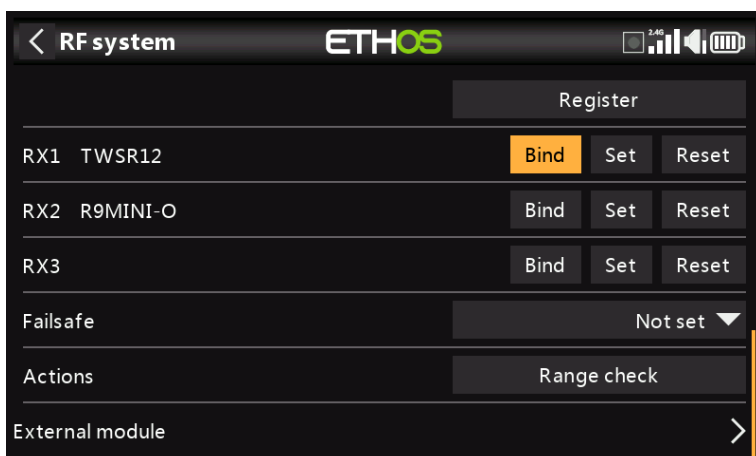 RF system ETHOS 2.4G
Register
RX1 TWSR12 Bind Set Reset
RX2 R9MINI-O Bind Set Reset
RX3 Bind Set Reset
Failsafe Not set
Actions Range check
External module